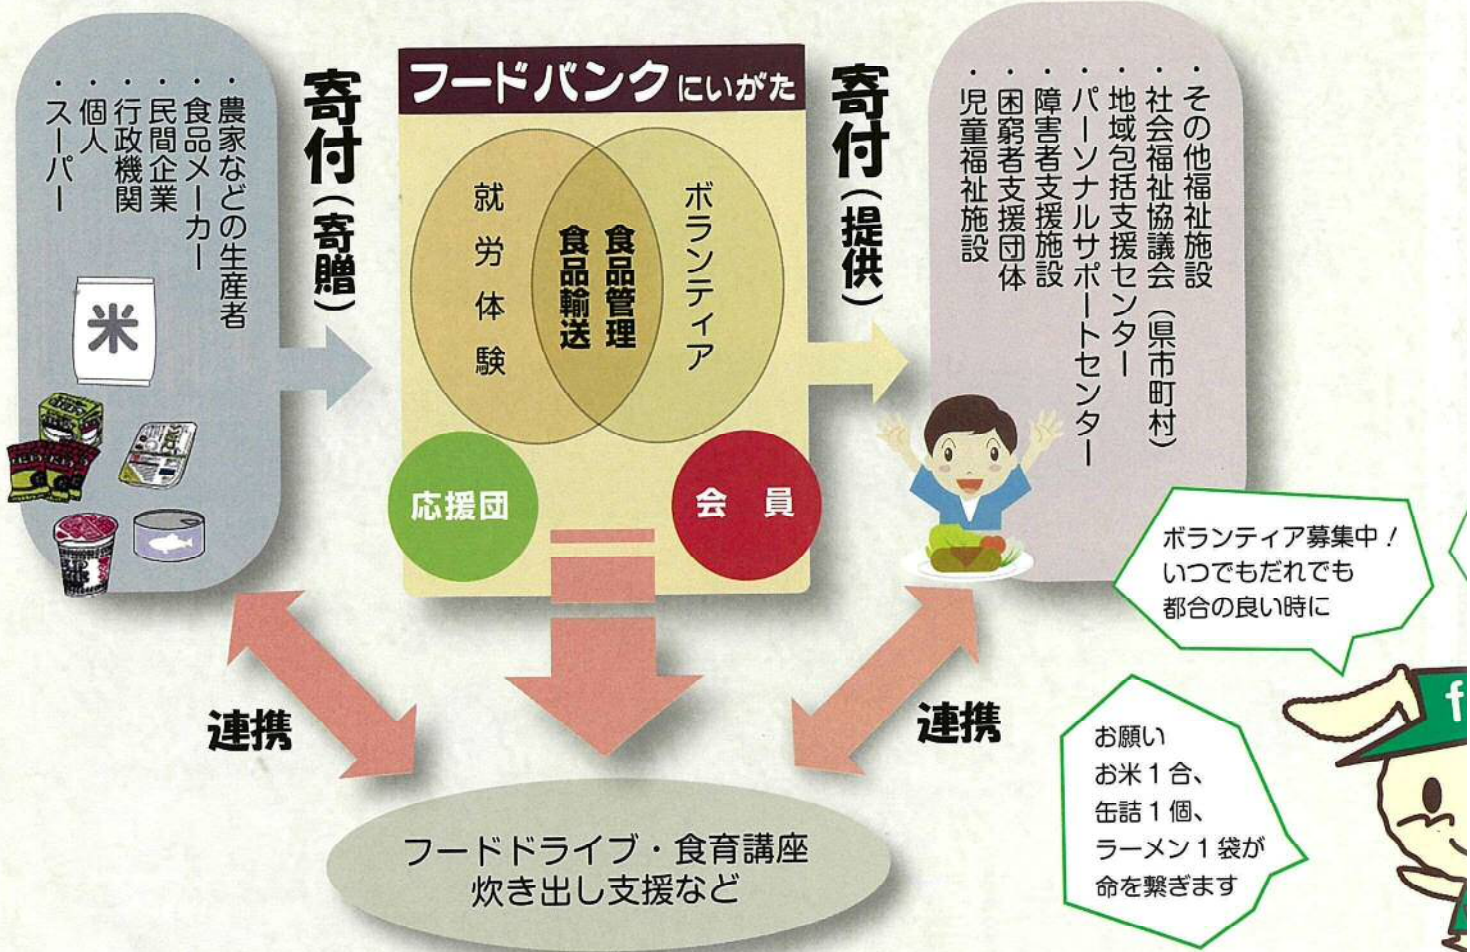 ・農家などの生産者
・食品メーカー
・民間企業
・行政機関
・個人
・スーパー
米
寄付（寄贈）
フードバンクにいがた
就労体験
食品管理
食品輸送
ボランティア
応援団
会 員
寄付（提供）
・その他福祉施設
・社会福祉協議会（県市町村）
・地域包括支援センター
・パーソナルサポートセンター
・障害者支援施設
・困窮者支援団体
・児童福祉施設
連携
連携
フードドライブ・食育講座
炊き出し支援など
ボランティア募集中！
いつでもだれでも
都合の良い時に
お願い
お米１合、
缶詰１個、
ラーメン１袋が
命を繋ぎます
f